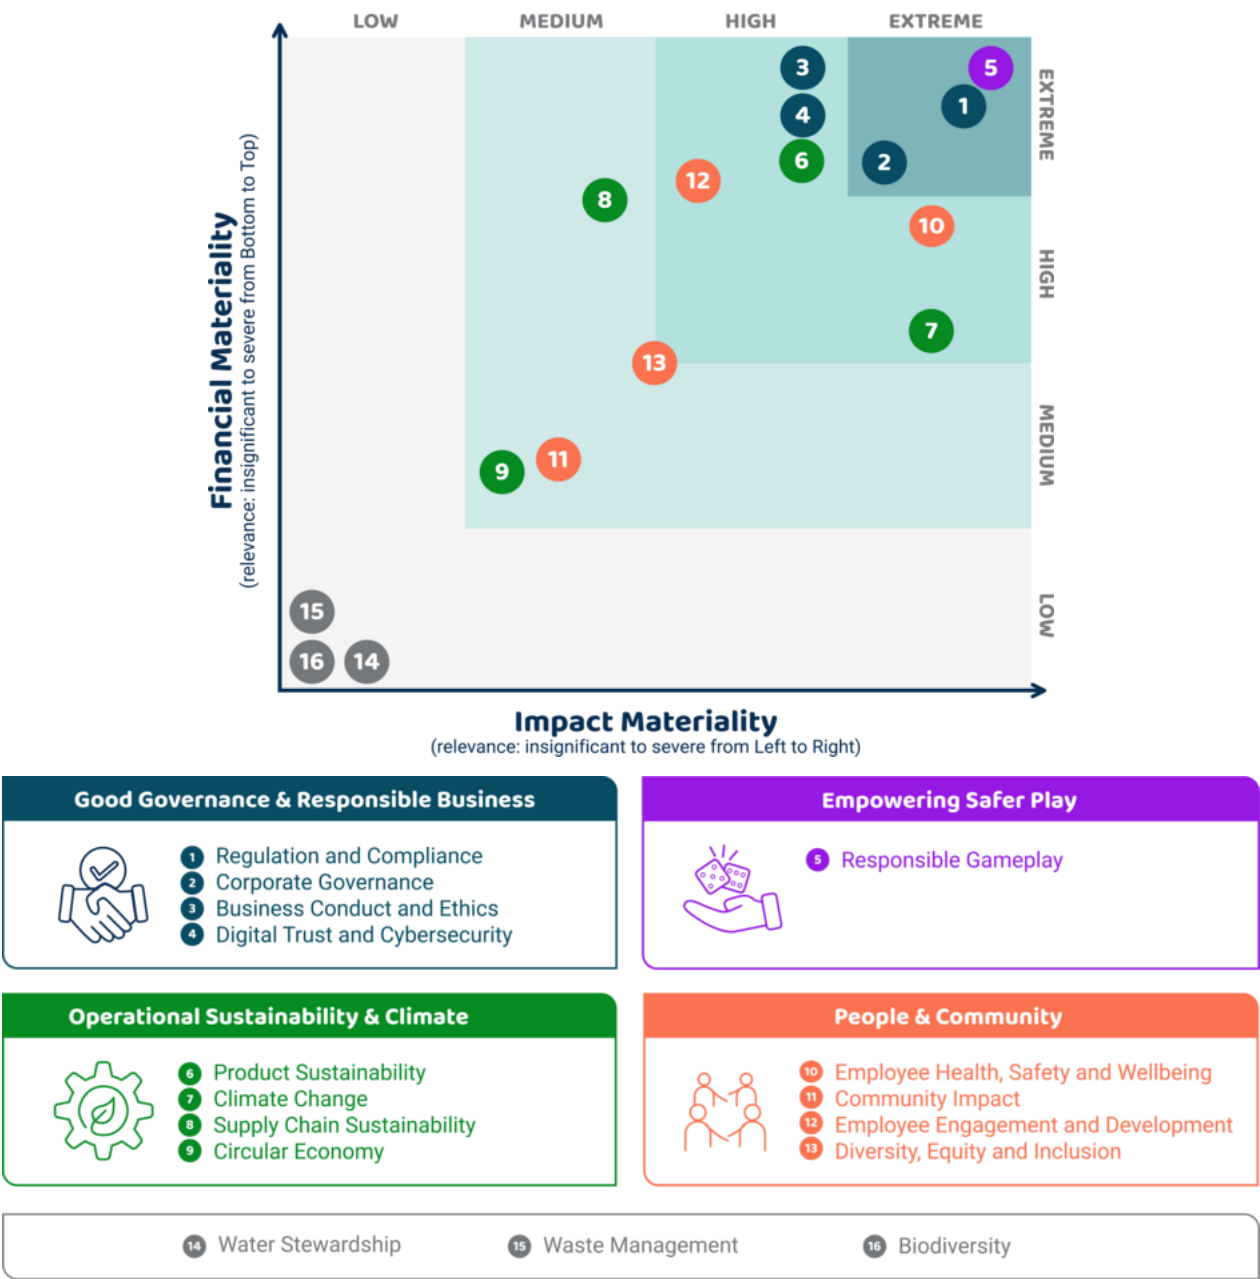 LOW MEDIUM HIGH EXTREME
3
5
1
4
EXTREME
6
2
12
8
10
HIGH
7
13
MEDIUM
11
9
15
LOW
16 14
Financial Materiality
(relevance: insignificant to severe from Bottom to Top)
Impact Materiality
(relevance: insignificant to severe from Left to Right)
Good Governance & Responsible Business
1 Regulation and Compliance
2 Corporate Governance
3 Business Conduct and Ethics
4 Digital Trust and Cybersecurity
Empowering Safer Play
5 Responsible Gameplay
Operational Sustainability & Climate
6 Product Sustainability
7 Climate Change
8 Supply Chain Sustainability
9 Circular Economy
People & Community
10 Employee Health, Safety and Wellbeing
11 Community Impact
12 Employee Engagement and Development
13 Diversity, Equity and Inclusion
14 Water Stewardship 15 Waste Management 16 Biodiversity